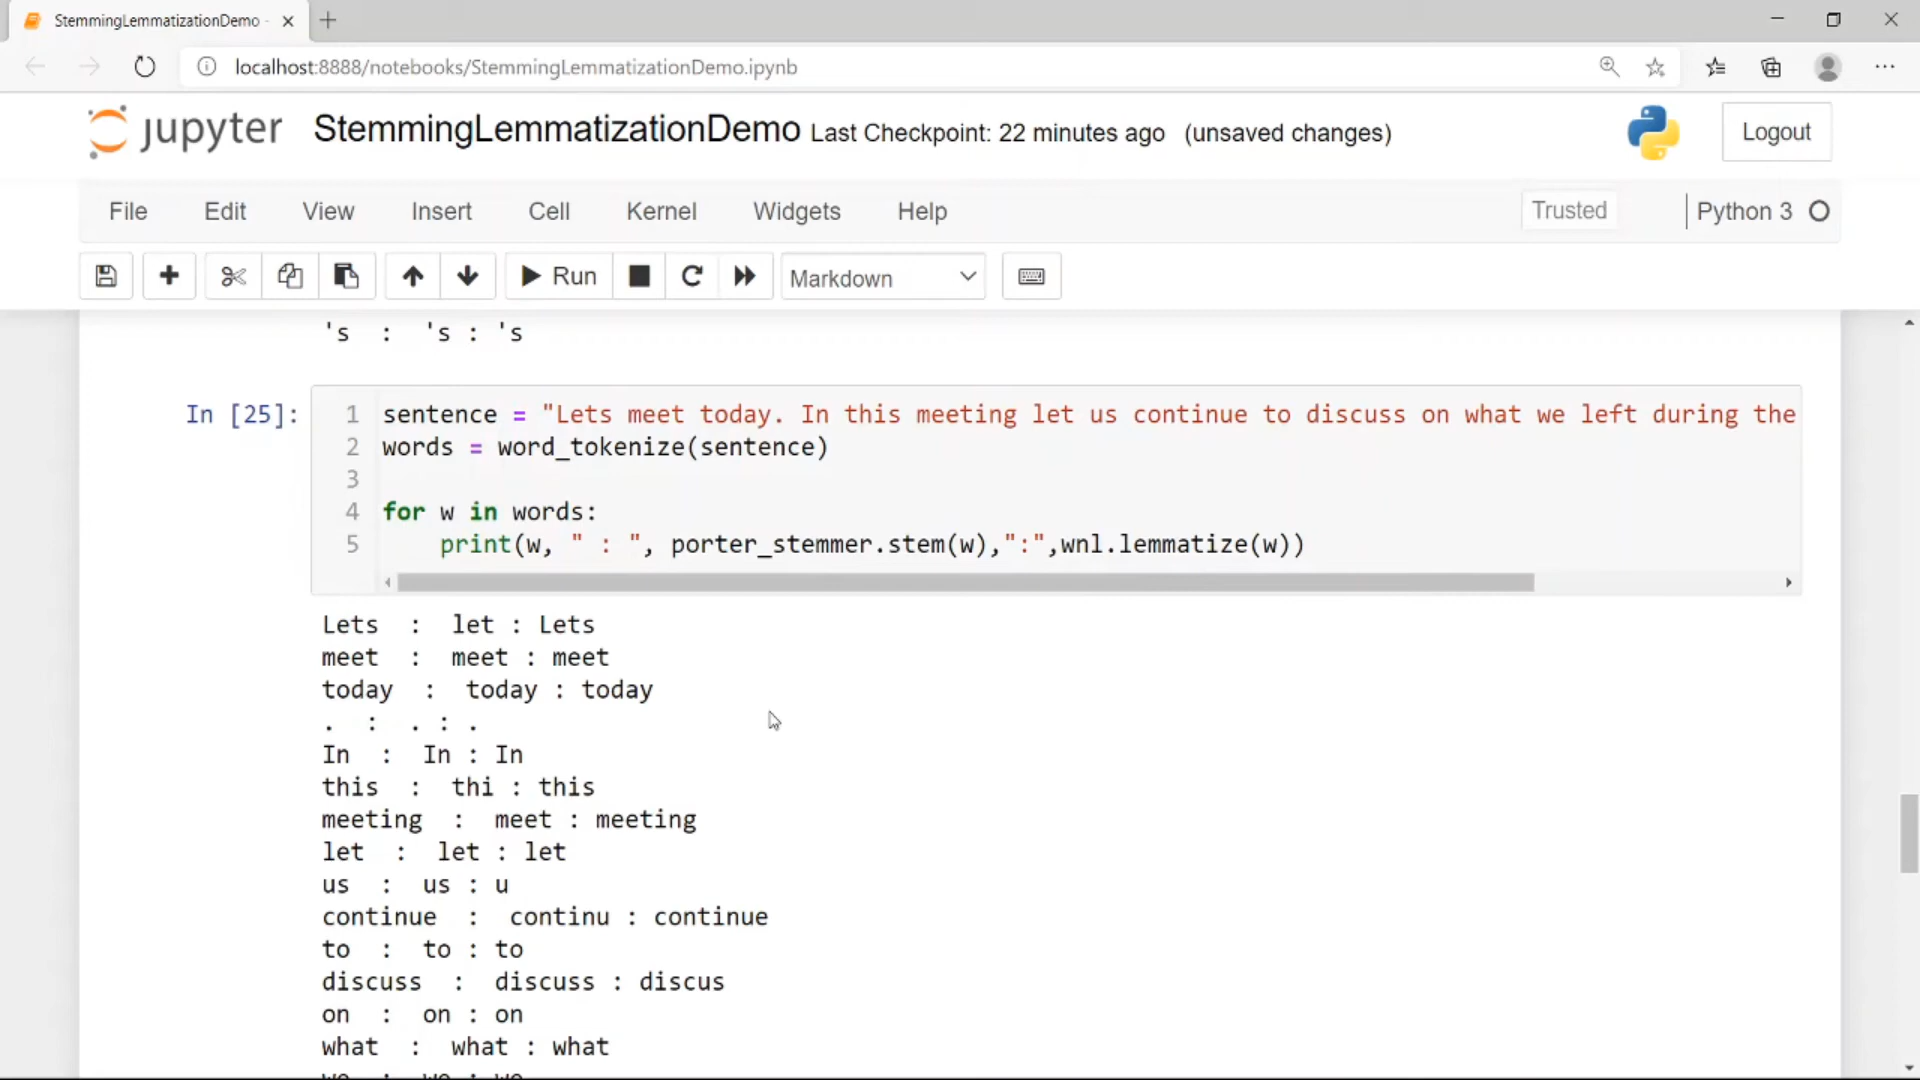 StemmingLemmatizationDemo -
localhost:8888/notebooks/StemmingLemmatizationDemo.ipynb
jupyter StemmingLemmatizationDemo Last Checkpoint: 22 minutes ago (unsaved changes)
Logout
File Edit View Insert Cell Kernel Widgets Help Trusted Python 3
Run Markdown
's  :  's : 's
In [25]:
1 sentence = "Lets meet today. In this meeting let us continue to discuss on what we left during the
2 words = word_tokenize(sentence)
3
4 for w in words:
5     print(w, " : ", porter_stemmer.stem(w),":",wnl.lemmatize(w))
Lets  :  let : Lets
meet  :  meet : meet
today  :  today : today
.  :  . : .
In  :  In : In
this  :  thi : this
meeting  :  meet : meeting
let  :  let : let
us  :  us : u
continue  :  continu : continue
to  :  to : to
discuss  :  discuss : discus
on  :  on : on
what  :  what : what
we  :  we : we